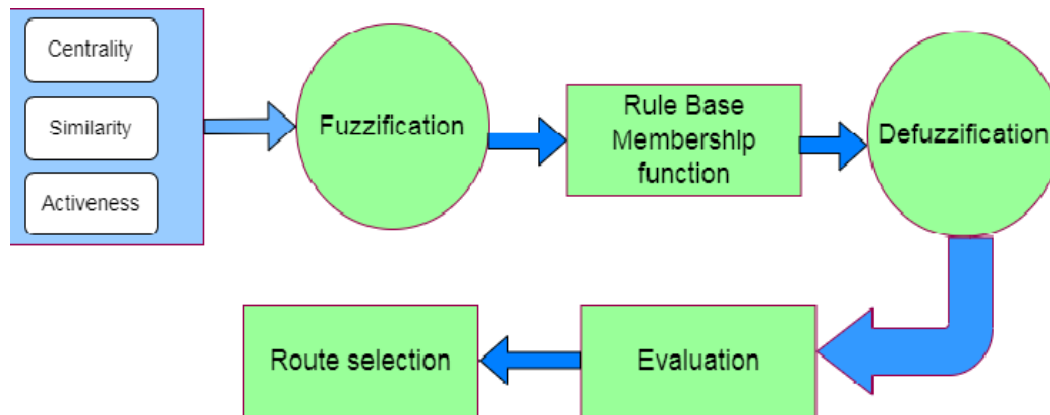 Centrality
Similarity
Activeness
Fuzzification
Rule Base
Membership
function
Defuzzification
Evaluation
Route selection